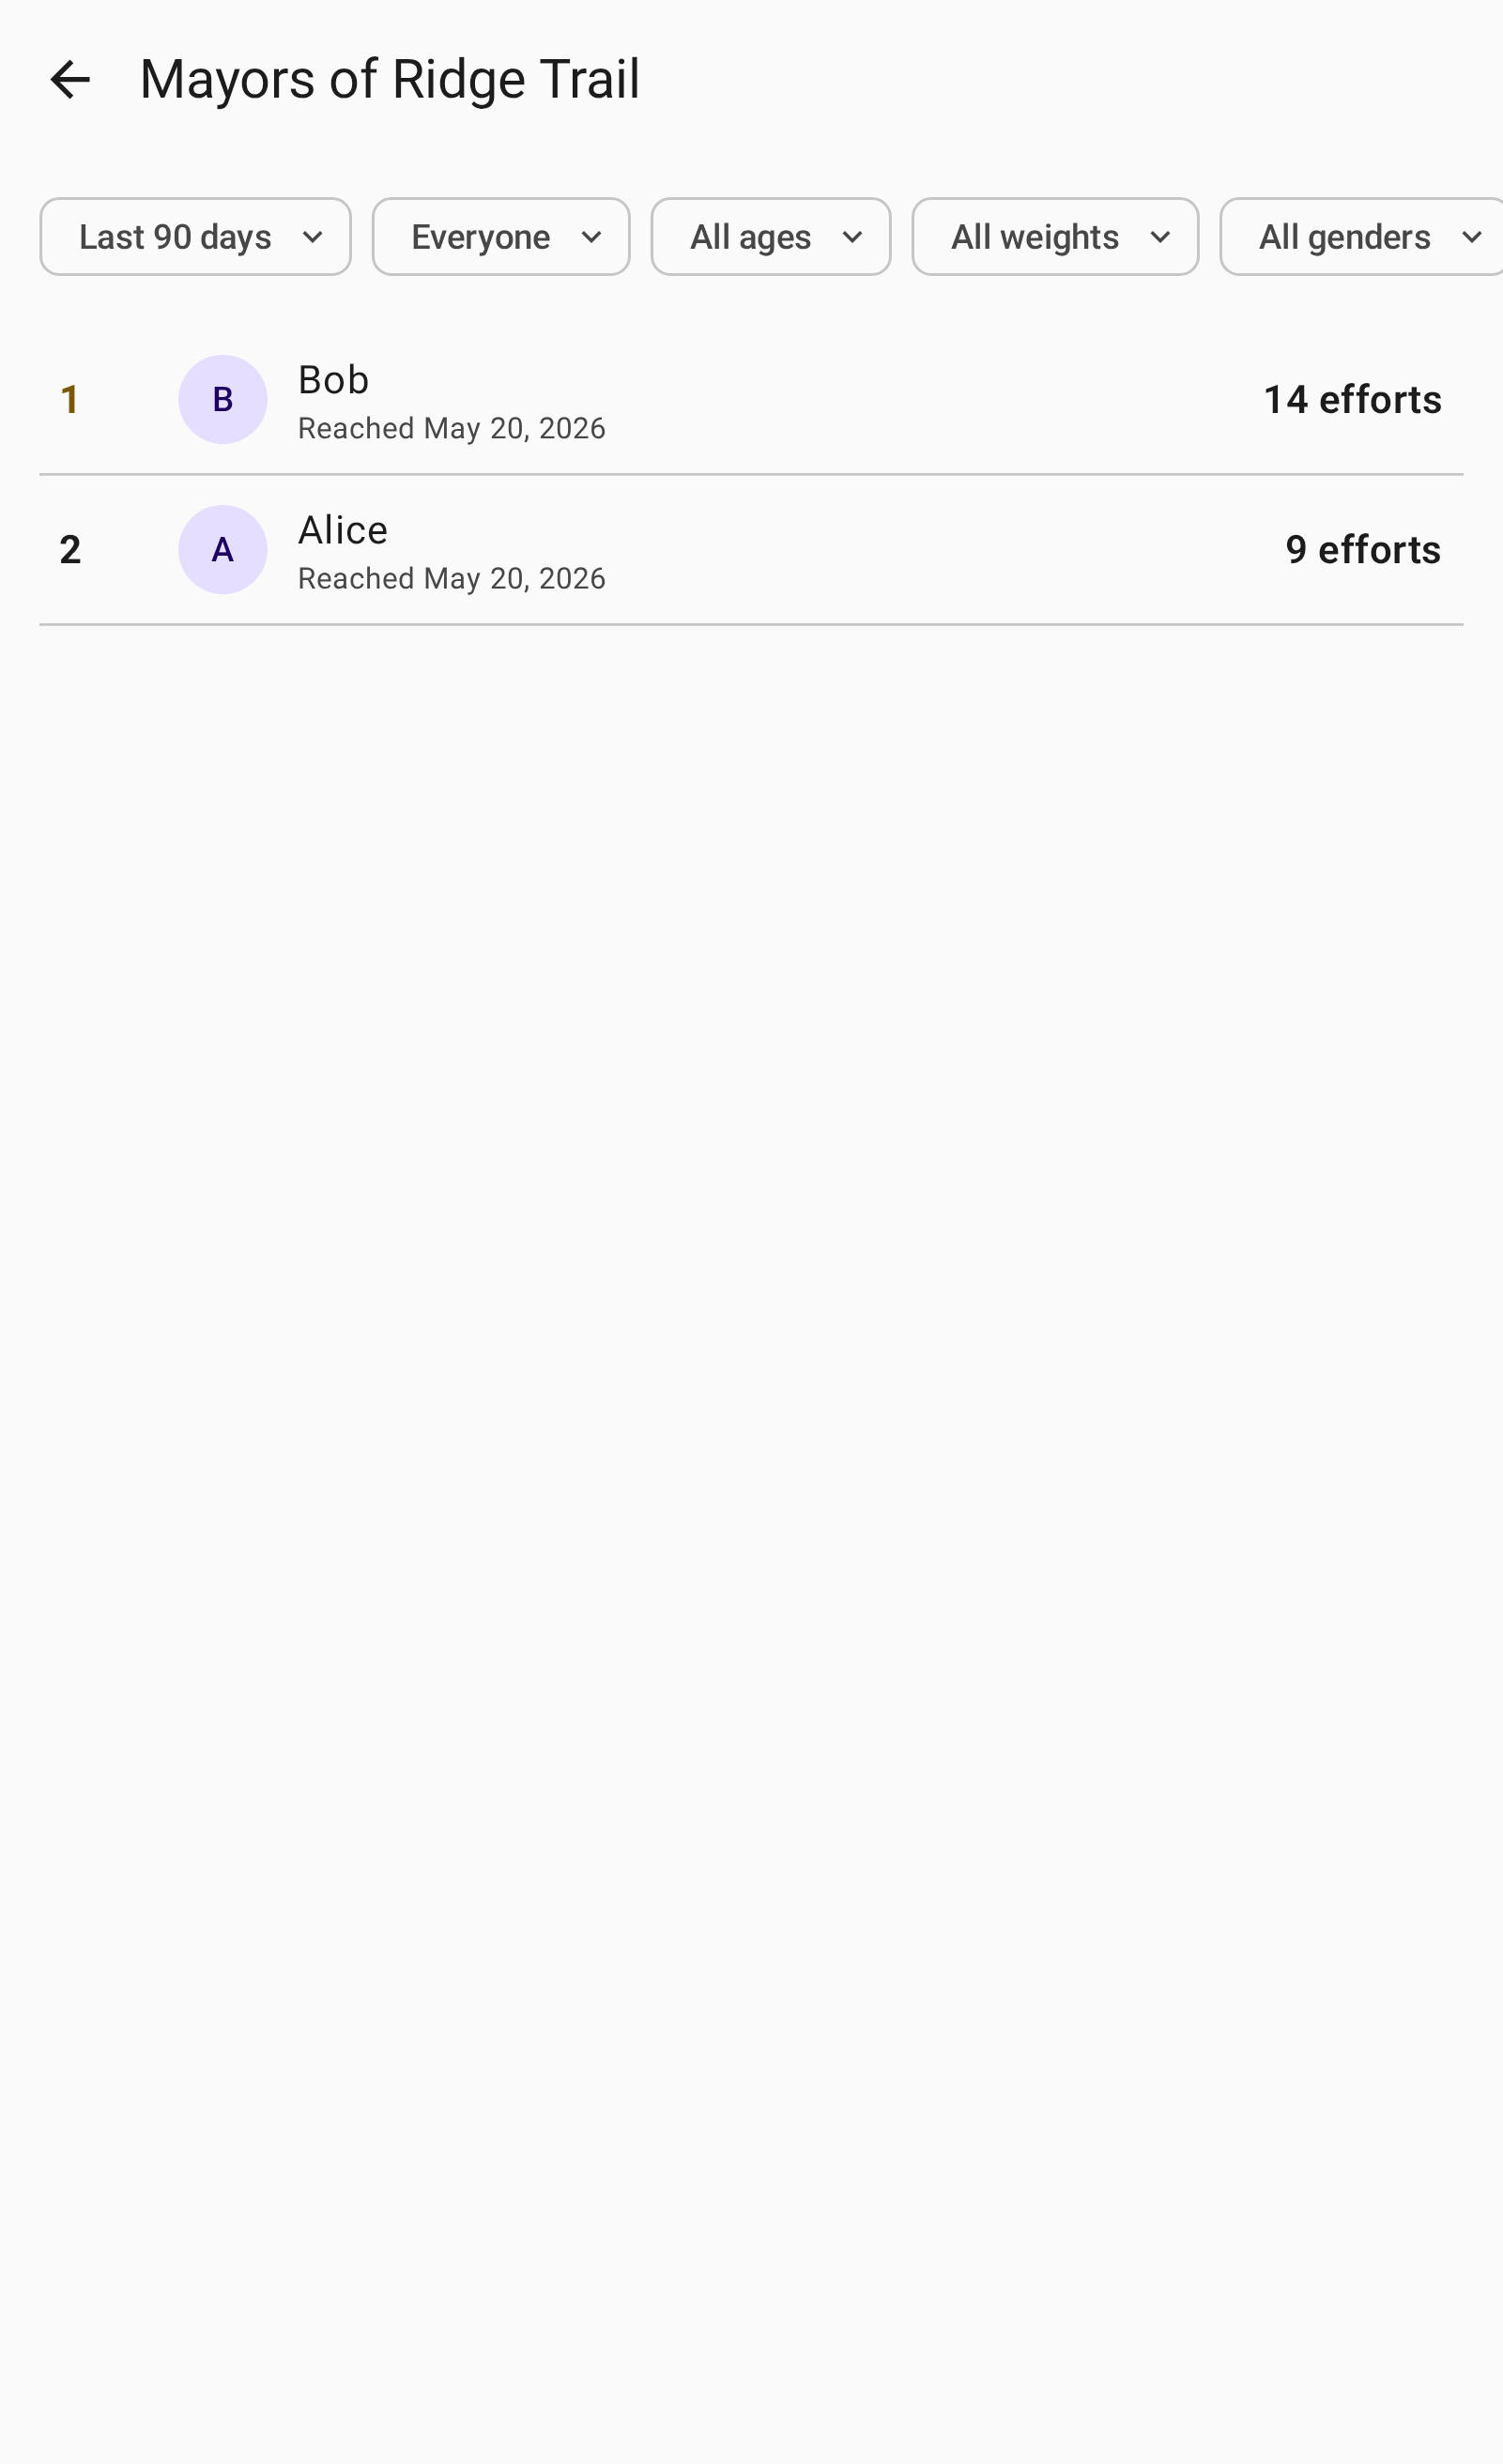 Mayors of Ridge Trail
Last 90 days Everyone All ages All weights All genders
1 B Bob 14 efforts
Reached May 20, 2026
2 A Alice 9 efforts
Reached May 20, 2026